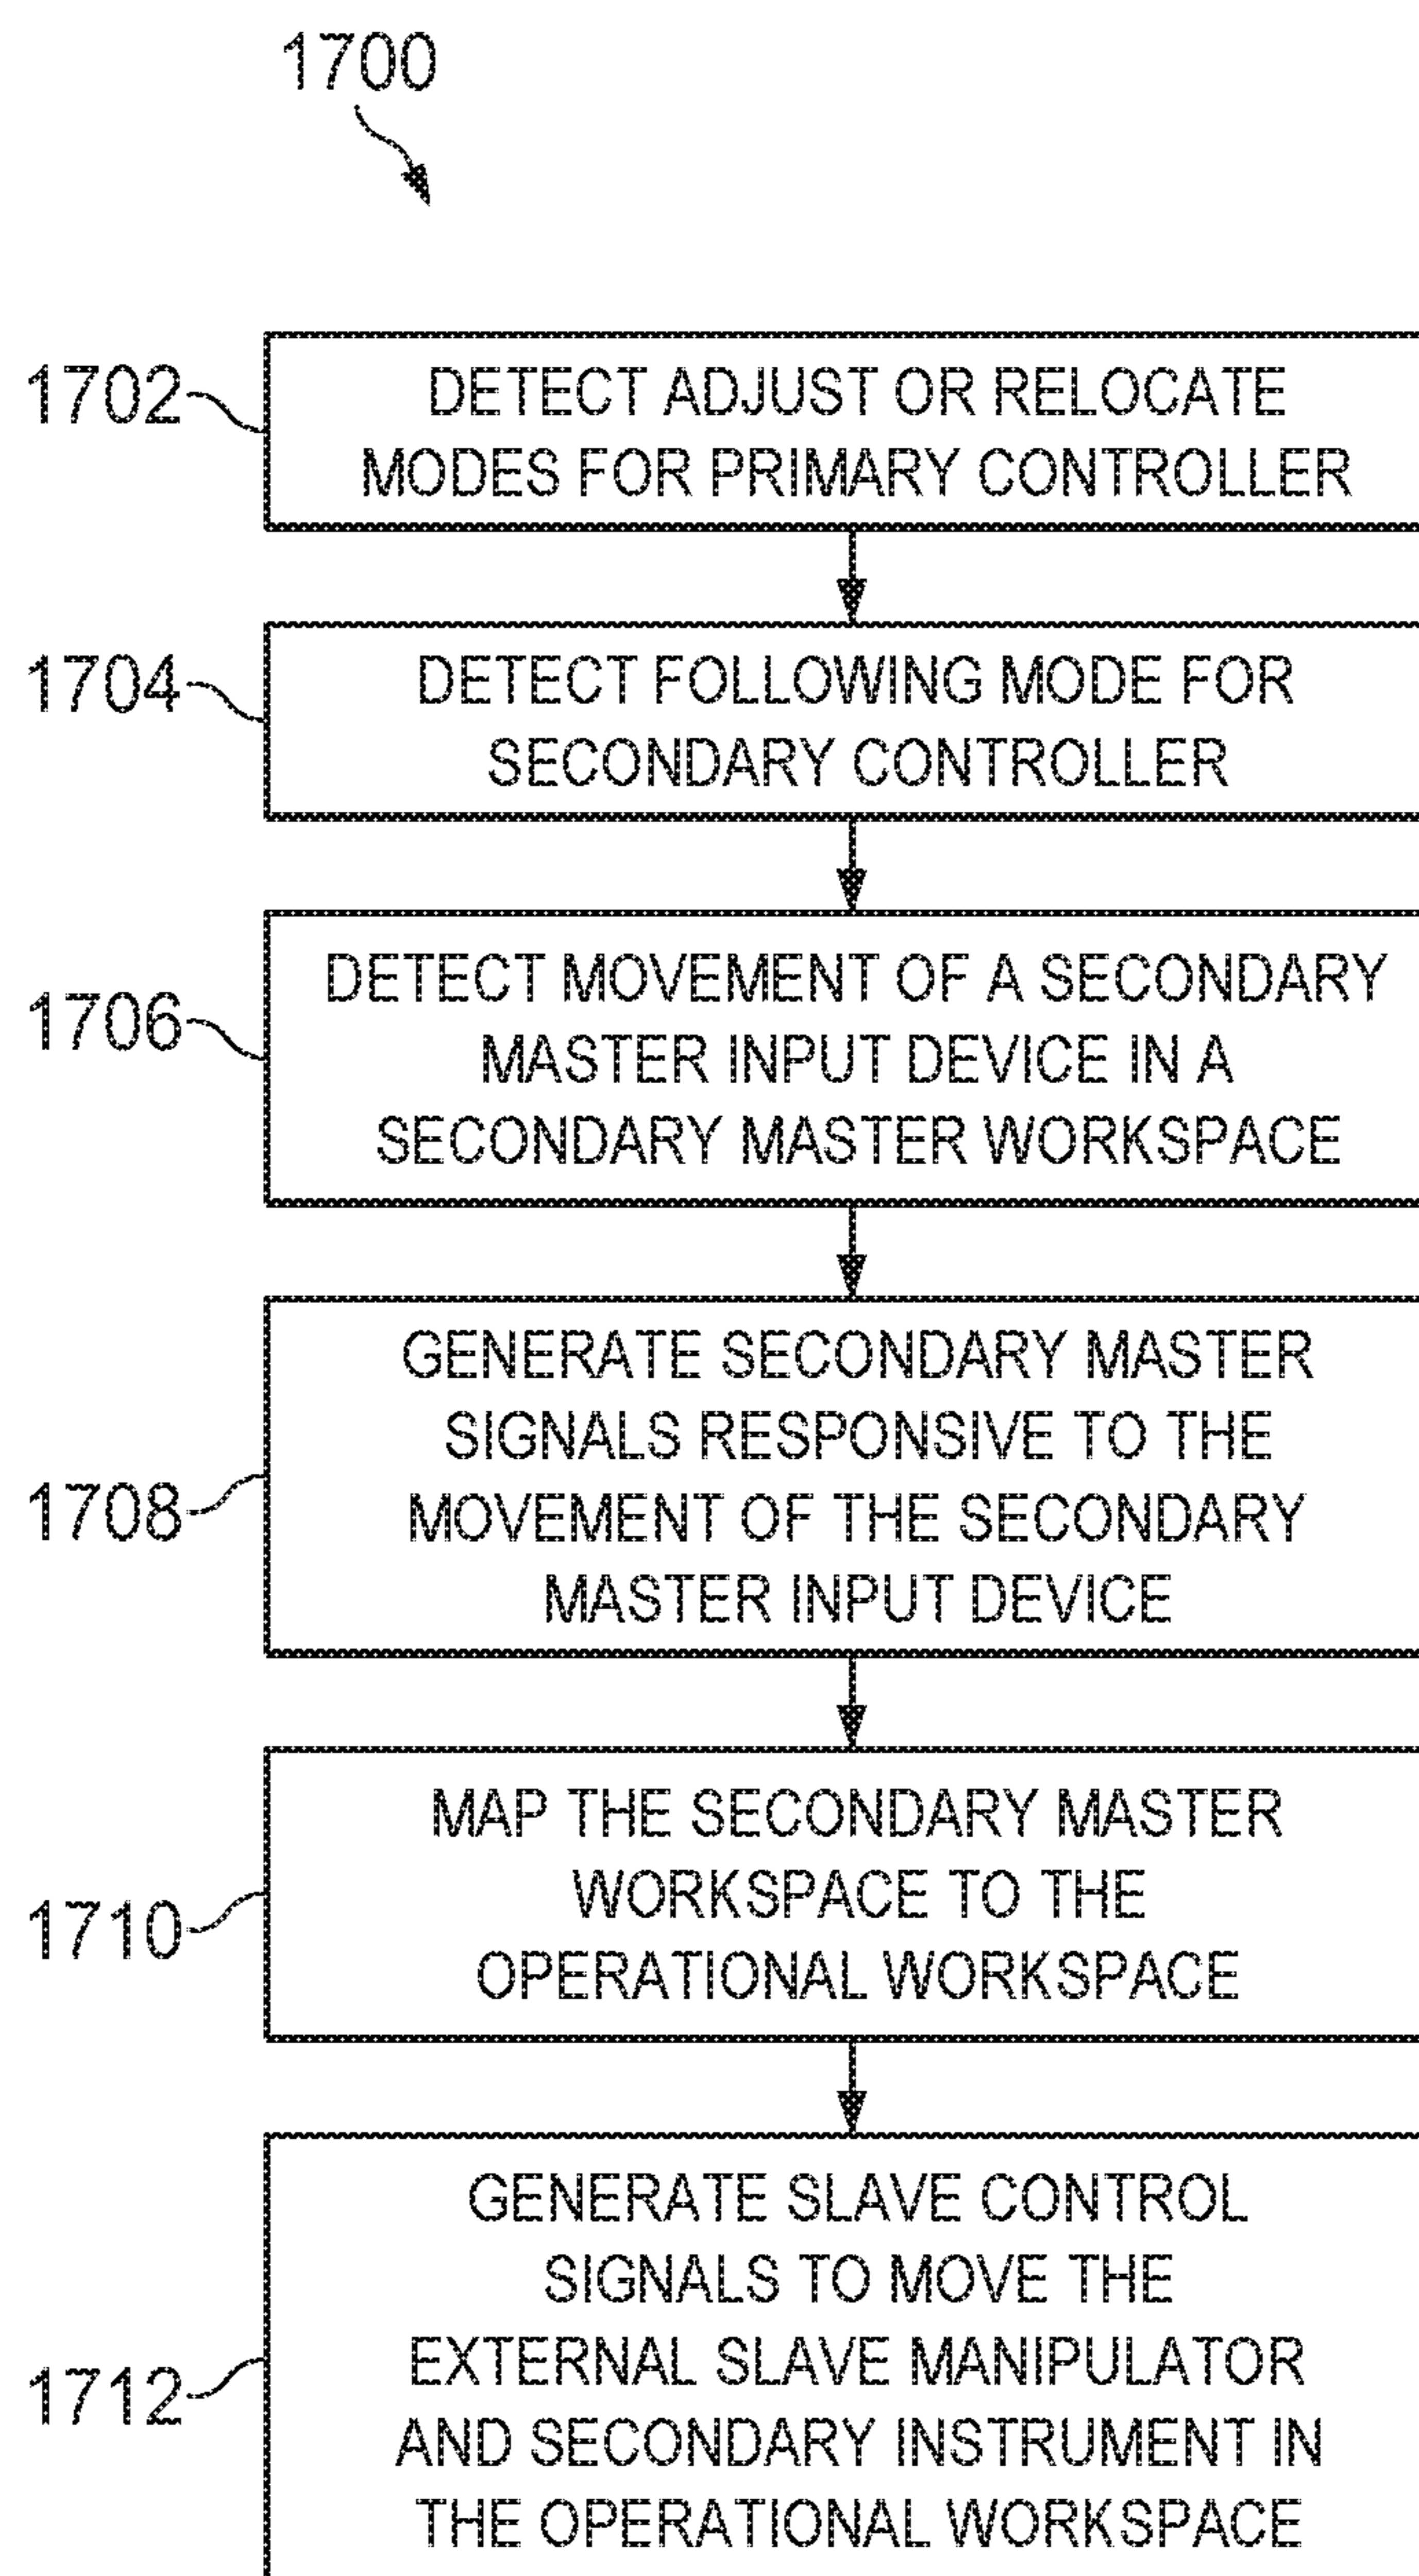 1700
1702
DETECT ADJUST OR RELOCATE
MODES FOR PRIMARY CONTROLLER
1704
DETECT FOLLOWING MODE FOR
SECONDARY CONTROLLER
1706
DETECT MOVEMENT OF A SECONDARY
MASTER INPUT DEVICE IN A
SECONDARY MASTER WORKSPACE
1708
GENERATE SECONDARY MASTER
SIGNALS RESPONSIVE TO THE
MOVEMENT OF THE SECONDARY
MASTER INPUT DEVICE
1710
MAP THE SECONDARY MASTER
WORKSPACE TO THE
OPERATIONAL WORKSPACE
1712
GENERATE SLAVE CONTROL
SIGNALS TO MOVE THE
EXTERNAL SLAVE MANIPULATOR
AND SECONDARY INSTRUMENT IN
THE OPERATIONAL WORKSPACE